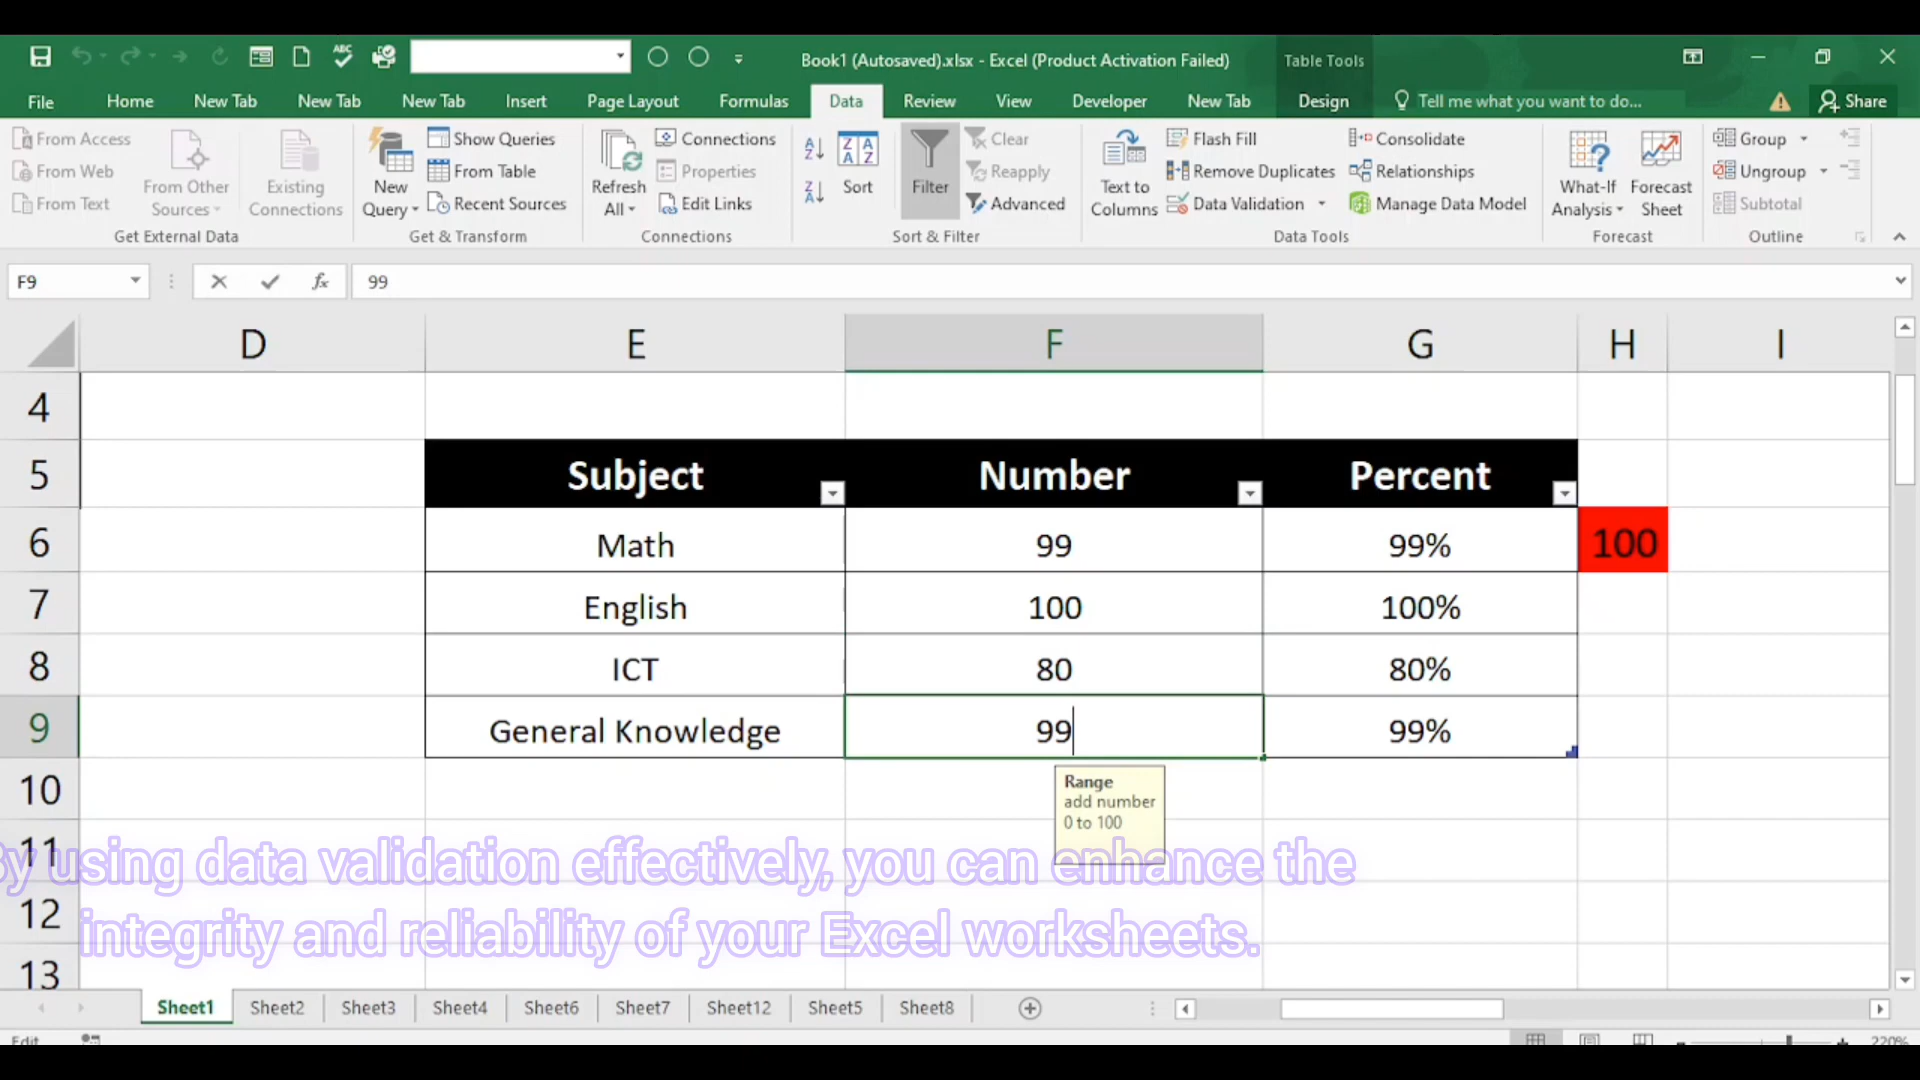 Book1 (Autosaved).xlsx - Excel (Product Activation Failed) Table Tools
File Home New Tab New Tab New Tab Insert Page Layout Formulas Data Review View Developer New Tab Design Tell me what you want to do... Share
From Access
From Web
From Text
From Other Sources
Existing Connections
Get External Data
New Query
Show Queries
From Table
Recent Sources
Get & Transform
Refresh All
Connections
Properties
Edit Links
Connections
Sort
Filter
Clear
Reapply
Advanced
Sort & Filter
Text to Columns
Flash Fill
Remove Duplicates
Data Validation
Consolidate
Relationships
Manage Data Model
Data Tools
What-If Analysis
Forecast Sheet
Forecast
Group
Ungroup
Subtotal
Outline
F9 fx 99
D E F G H I
4
5 Subject Number Percent
6 Math 99 99% 100
7 English 100 100%
8 ICT 80 80%
9 General Knowledge 99 99%
10
Range
add number
0 to 100
11
By using data validation effectively, you can enhance the
12
integrity and reliability of your Excel worksheets.
13
Sheet1 Sheet2 Sheet3 Sheet4 Sheet6 Sheet7 Sheet12 Sheet5 Sheet8
Edit 220%